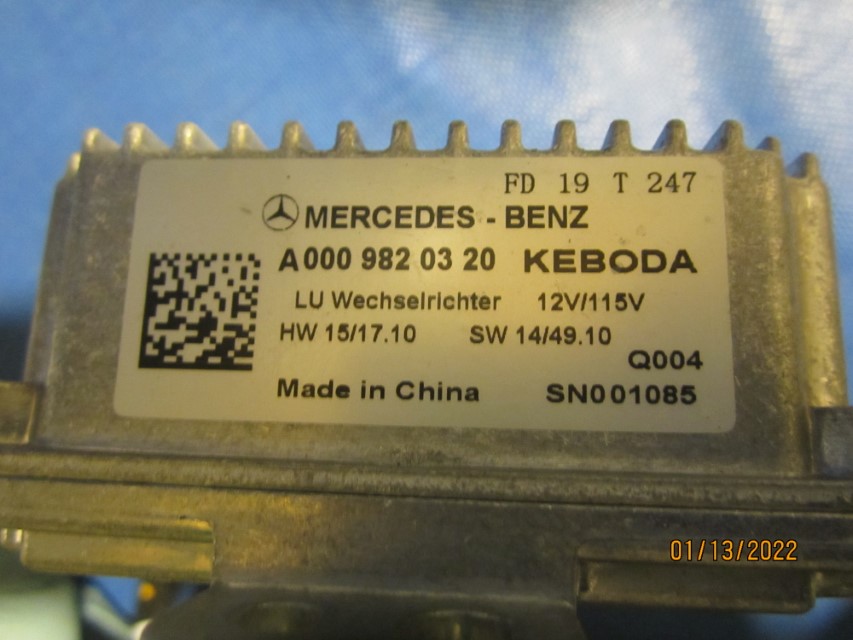 FD 19 T 247
MERCEDES - BENZ
A 000 982 03 20 KEBODA
LU Wechselrichter 12V/115V
HW 15/17.10 SW 14/49.10
Q004
Made in China SN001085
01/13/2022